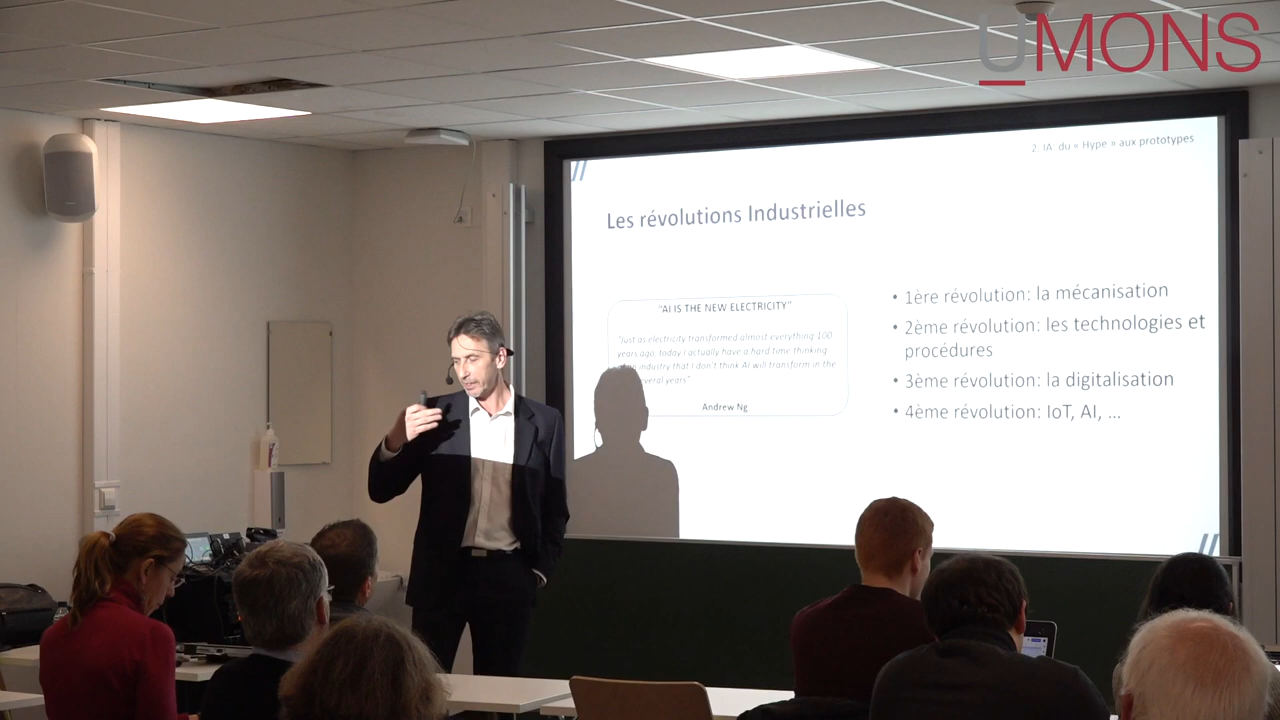 UMONS
2. IA: du « Hype » aux prototypes
Les révolutions Industrielles
"AI IS THE NEW ELECTRICITY"
"Just as electricity transformed almost everything 100
years ago, today i actually have a hard time thinking
industry that I don't think AI will transform in the
several years"
Andrew Ng
• 1ère révolution: la mécanisation
• 2ème révolution: les technologies et
procédures
• 3ème révolution: la digitalisation
• 4ème révolution: IoT, AI, ...